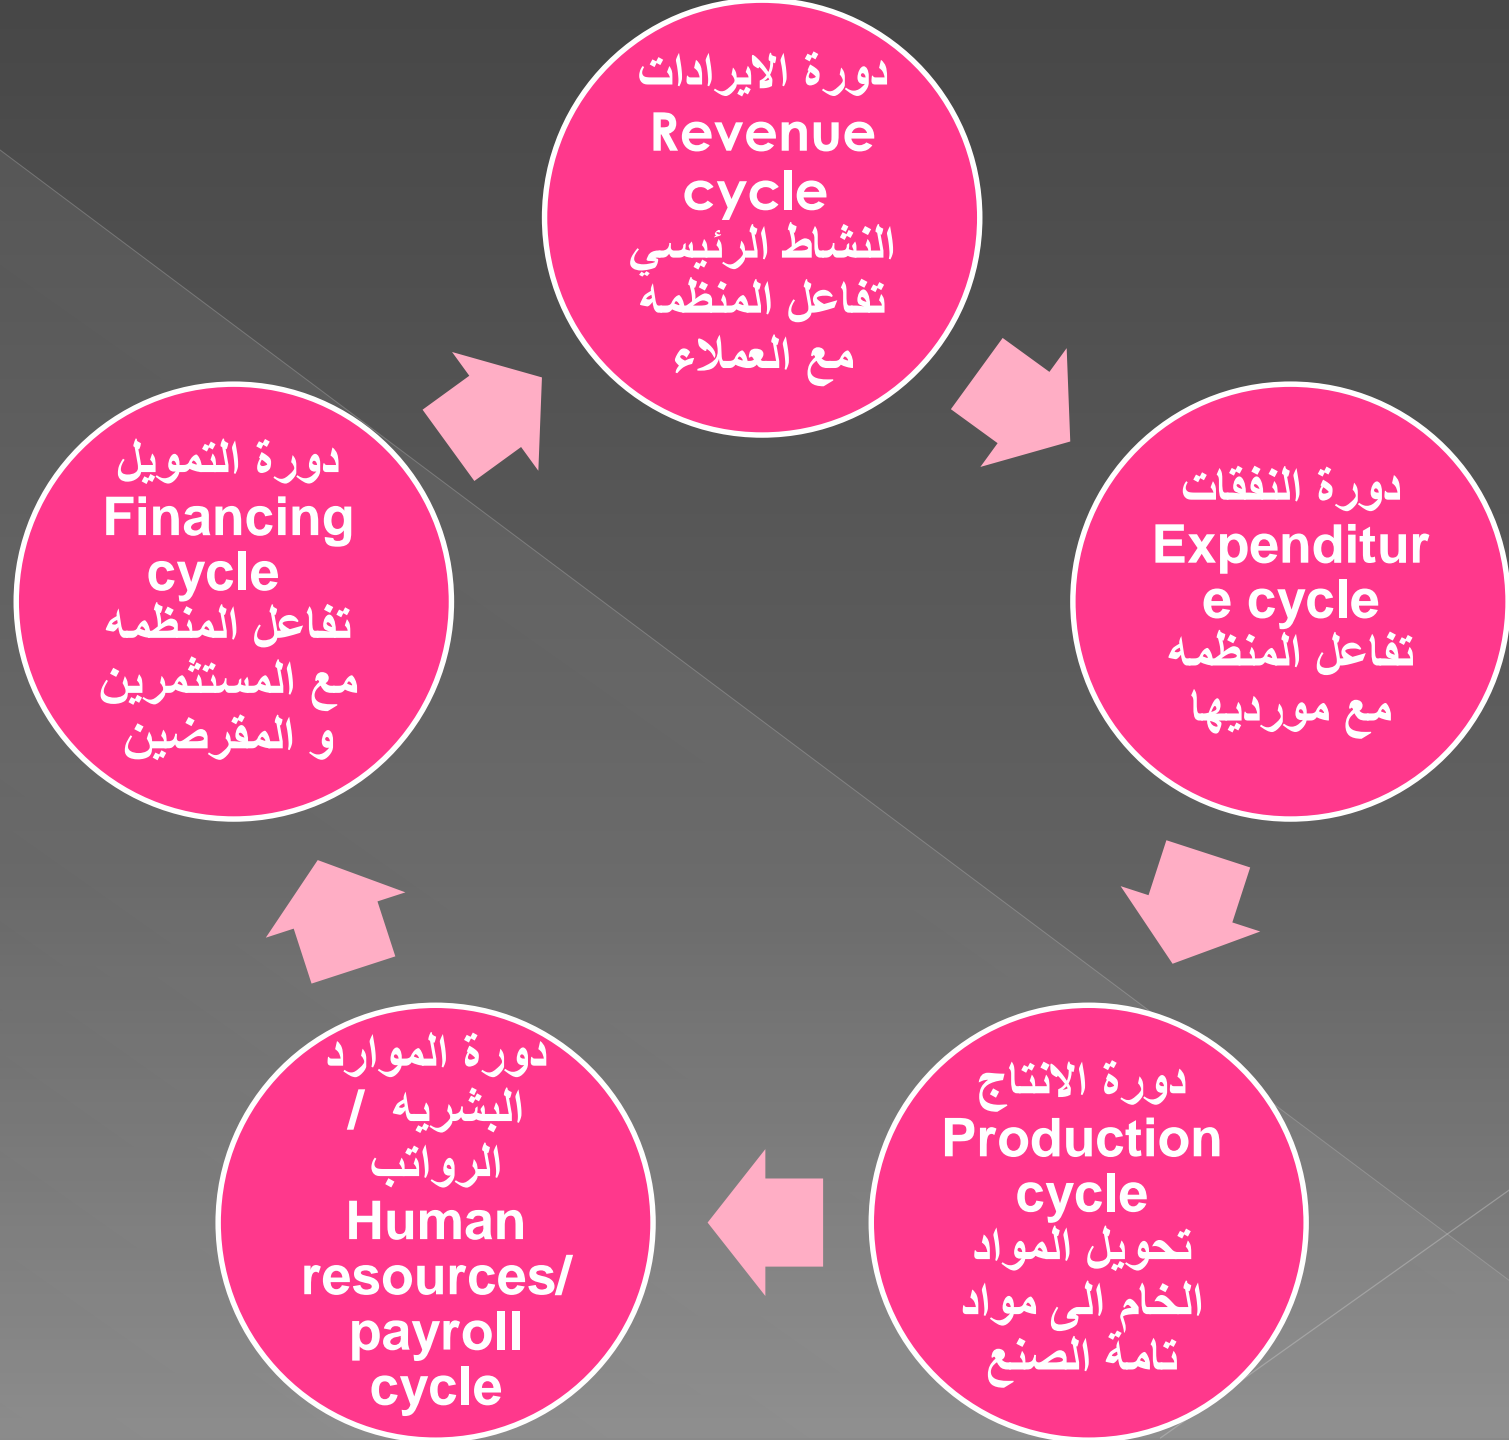 دورة الايرادات
Revenue
cycle
النشاط الرئيسي
تفاعل المنظمه
مع العملاء
دورة النفقات
Expenditur
e cycle
تفاعل المنظمه
مع مورديها
دورة الانتاج
Production
cycle
تحويل المواد
الخام الى مواد
تامة الصنع
دورة الموارد
البشريه /
الرواتب
Human
resources/
payroll
cycle
دورة التمويل
Financing
cycle
تفاعل المنظمه
مع المستثمرين
و المقرضين